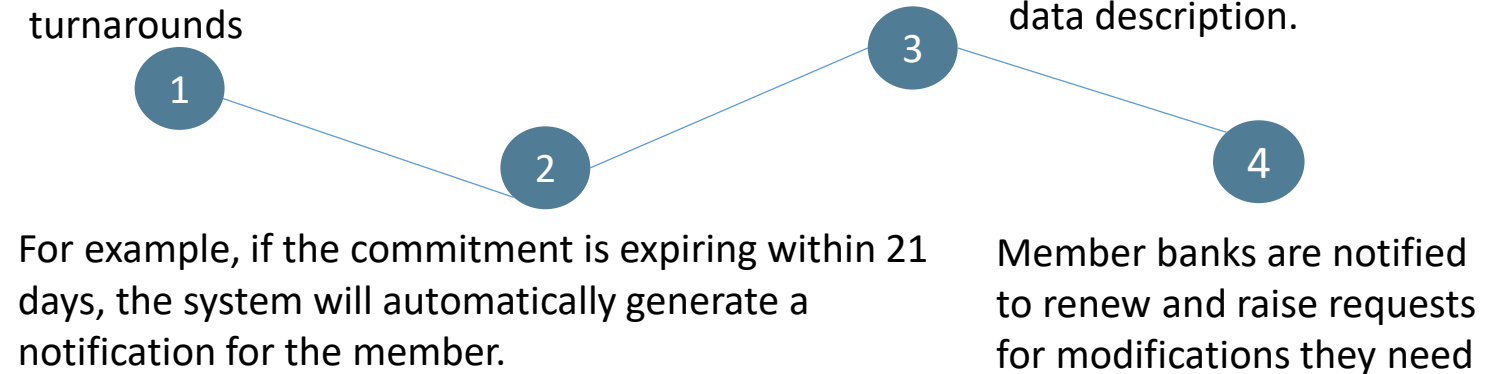 turnarounds
data description.
1
3
2
4
For example, if the commitment is expiring within 21
days, the system will automatically generate a
notification for the member.
Member banks are notified
to renew and raise requests
for modifications they need